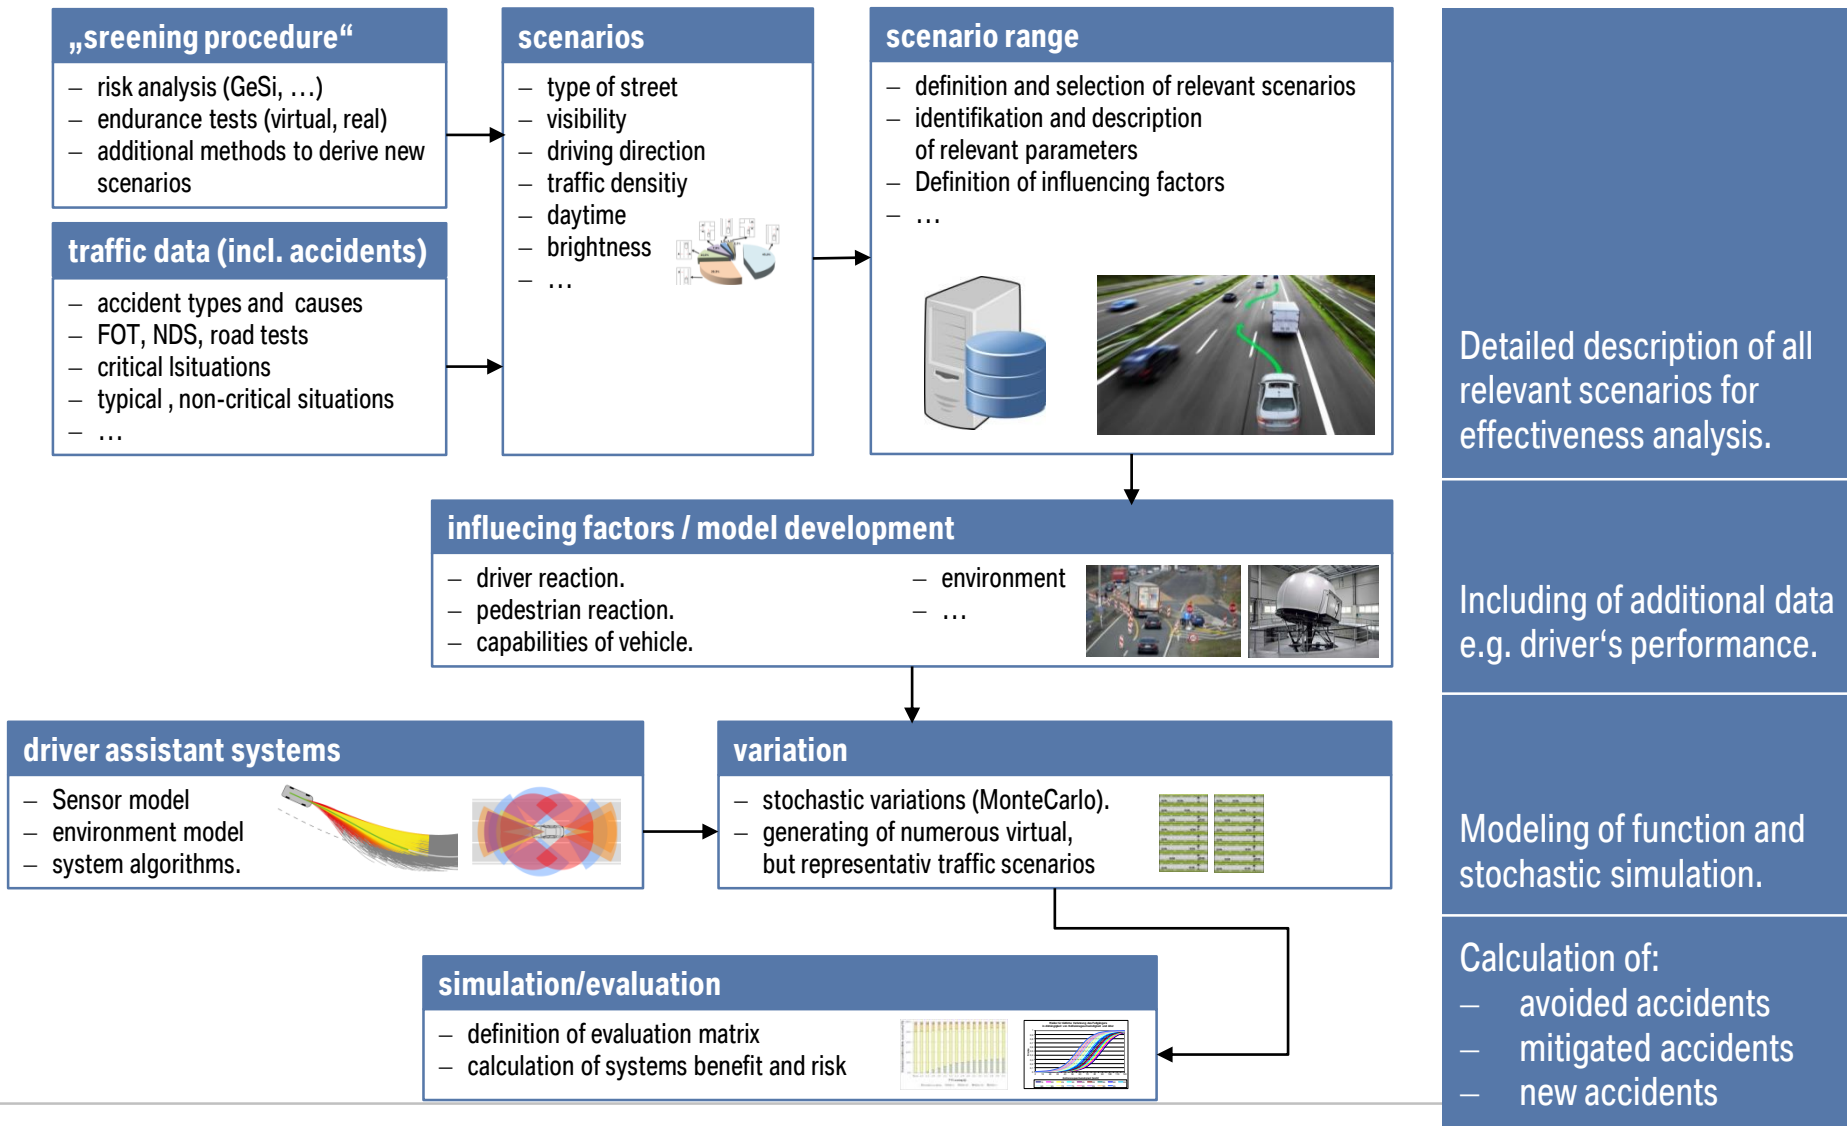 „sreening procedure“
– risk analysis (GeSi, …)
– endurance tests (virtual, real)
– additional methods to derive new
scenarios
traffic data (incl. accidents)
– accident types and causes
– FOT, NDS, road tests
– critical lsituations
– typical , non-critical situations
– …
scenarios
– type of street
– visibility
– driving direction
– traffic densitiy
– daytime
– brightness
– …
scenario range
– definition and selection of relevant scenarios
– identifikation and description
of relevant parameters
– Definition of influencing factors
– …
Detailed description of all
relevant scenarios for
effectiveness analysis.
influecing factors / model development
– driver reaction.
– pedestrian reaction.
– capabilities of vehicle.
– environment
– …
Including of additional data
e.g. driver‘s performance.
driver assistant systems
– Sensor model
– environment model
– system algorithms.
variation
– stochastic variations (MonteCarlo).
– generating of numerous virtual,
but representativ traffic scenarios
Modeling of function and
stochastic simulation.
simulation/evaluation
– definition of evaluation matrix
– calculation of systems benefit and risk
Calculation of:
– avoided accidents
– mitigated accidents
– new accidents